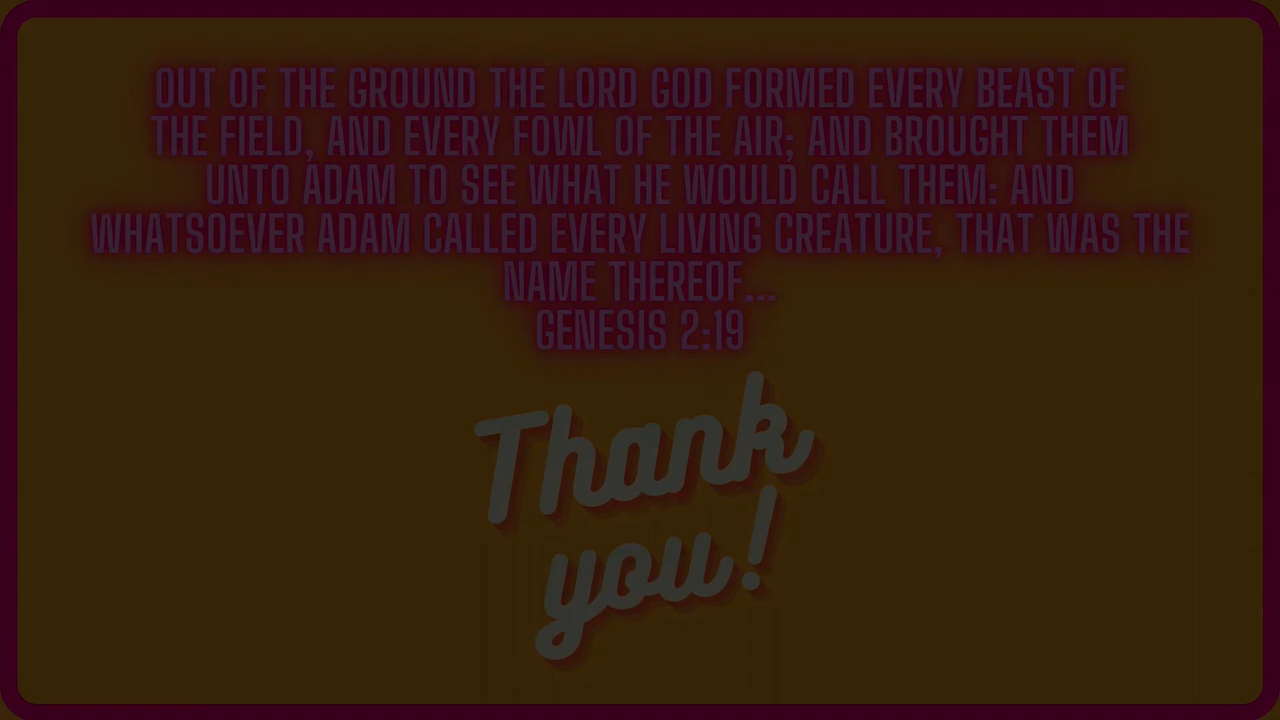 OUT OF THE GROUND THE LORD GOD FORMED EVERY BEAST OF
THE FIELD, AND EVERY FOWL OF THE AIR; AND BROUGHT THEM
UNTO ADAM TO SEE WHAT HE WOULD CALL THEM: AND
WHATSOEVER ADAM CALLED EVERY LIVING CREATURE, THAT WAS THE
NAME THEREOF...
GENESIS 2:19
Thank
you!